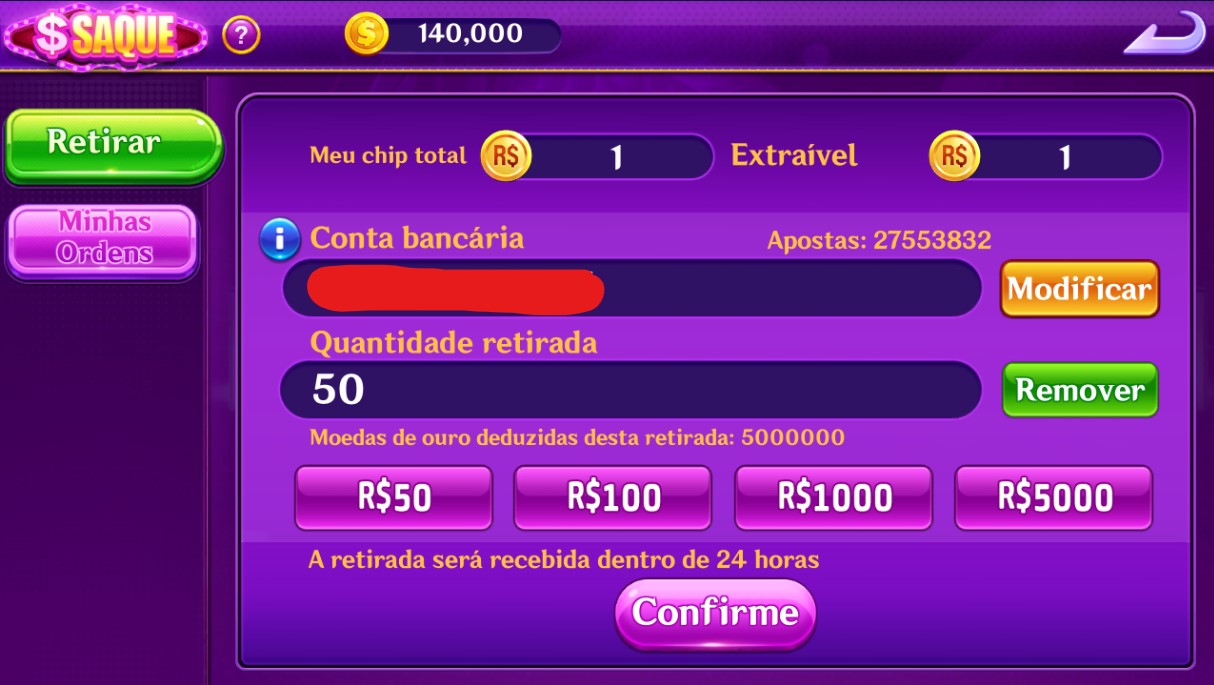 $ SAQUE
?
$ 140,000
Retirar
Minhas
Ordens
Meu chip total R$ 1 Extraível R$ 1
i Conta bancária Apostas: 27553832
Modificar
Quantidade retirada
50 Remover
Moedas de ouro deduzidas desta retirada: 5000000
R$50 R$100 R$1000 R$5000
A retirada será recebida dentro de 24 horas
Confirme